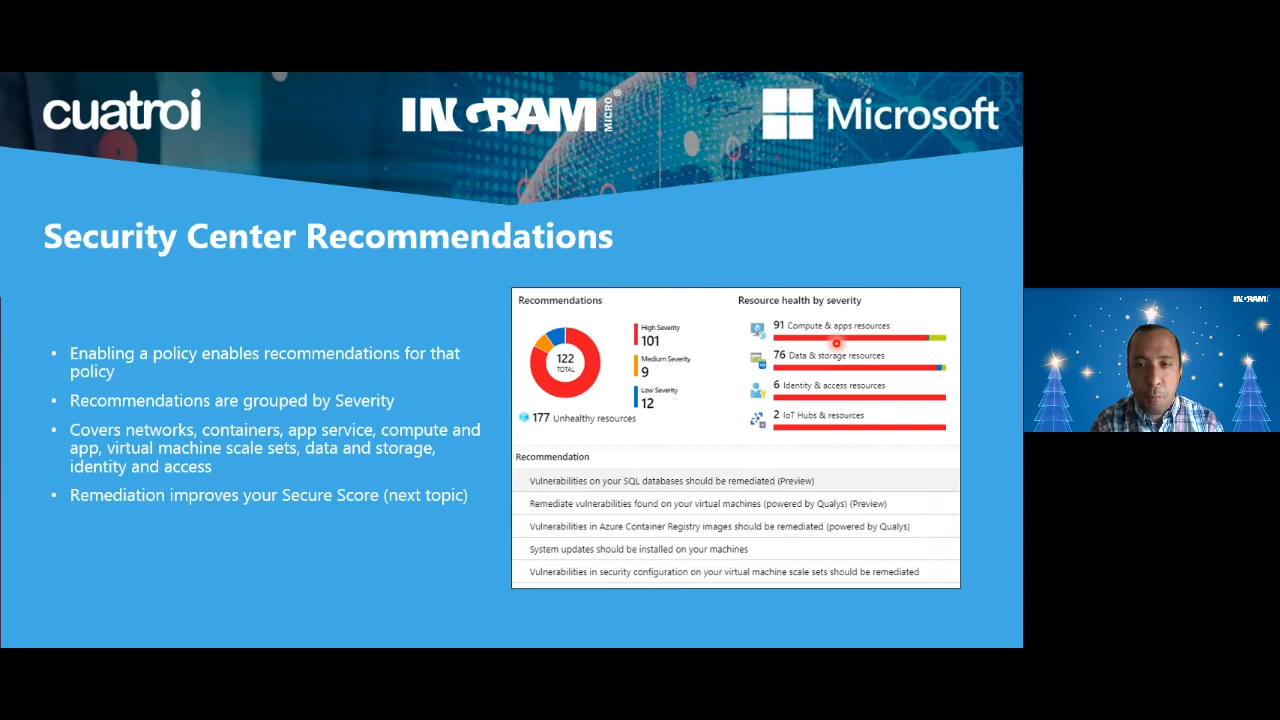 cuatroi
INGRAM MICRO®
Microsoft
Security Center Recommendations
• Enabling a policy enables recommendations for that
policy
• Recommendations are grouped by Severity
• Covers networks, containers, app service, compute and
app, virtual machine scale sets, data and storage,
identity and access
• Remediation improves your Secure Score (next topic)
Recommendations
122
TOTAL
High Severity
101
Medium Severity
9
Low Severity
12
177 Unhealthy resources
Resource health by severity
91 Compute & apps resources
76 Data & storage resources
6 Identity & access resources
2 IoT Hubs & resources
Recommendation
Vulnerabilities on your SQL databases should be remediated (Preview)
Remediate vulnerabilities found on your virtual machines (powered by Qualys) (Preview)
Vulnerabilities in Azure Container Registry images should be remediated (powered by Qualys)
System updates should be installed on your machines
Vulnerabilities in security configuration on your virtual machine scale sets should be remediated
INGRAM